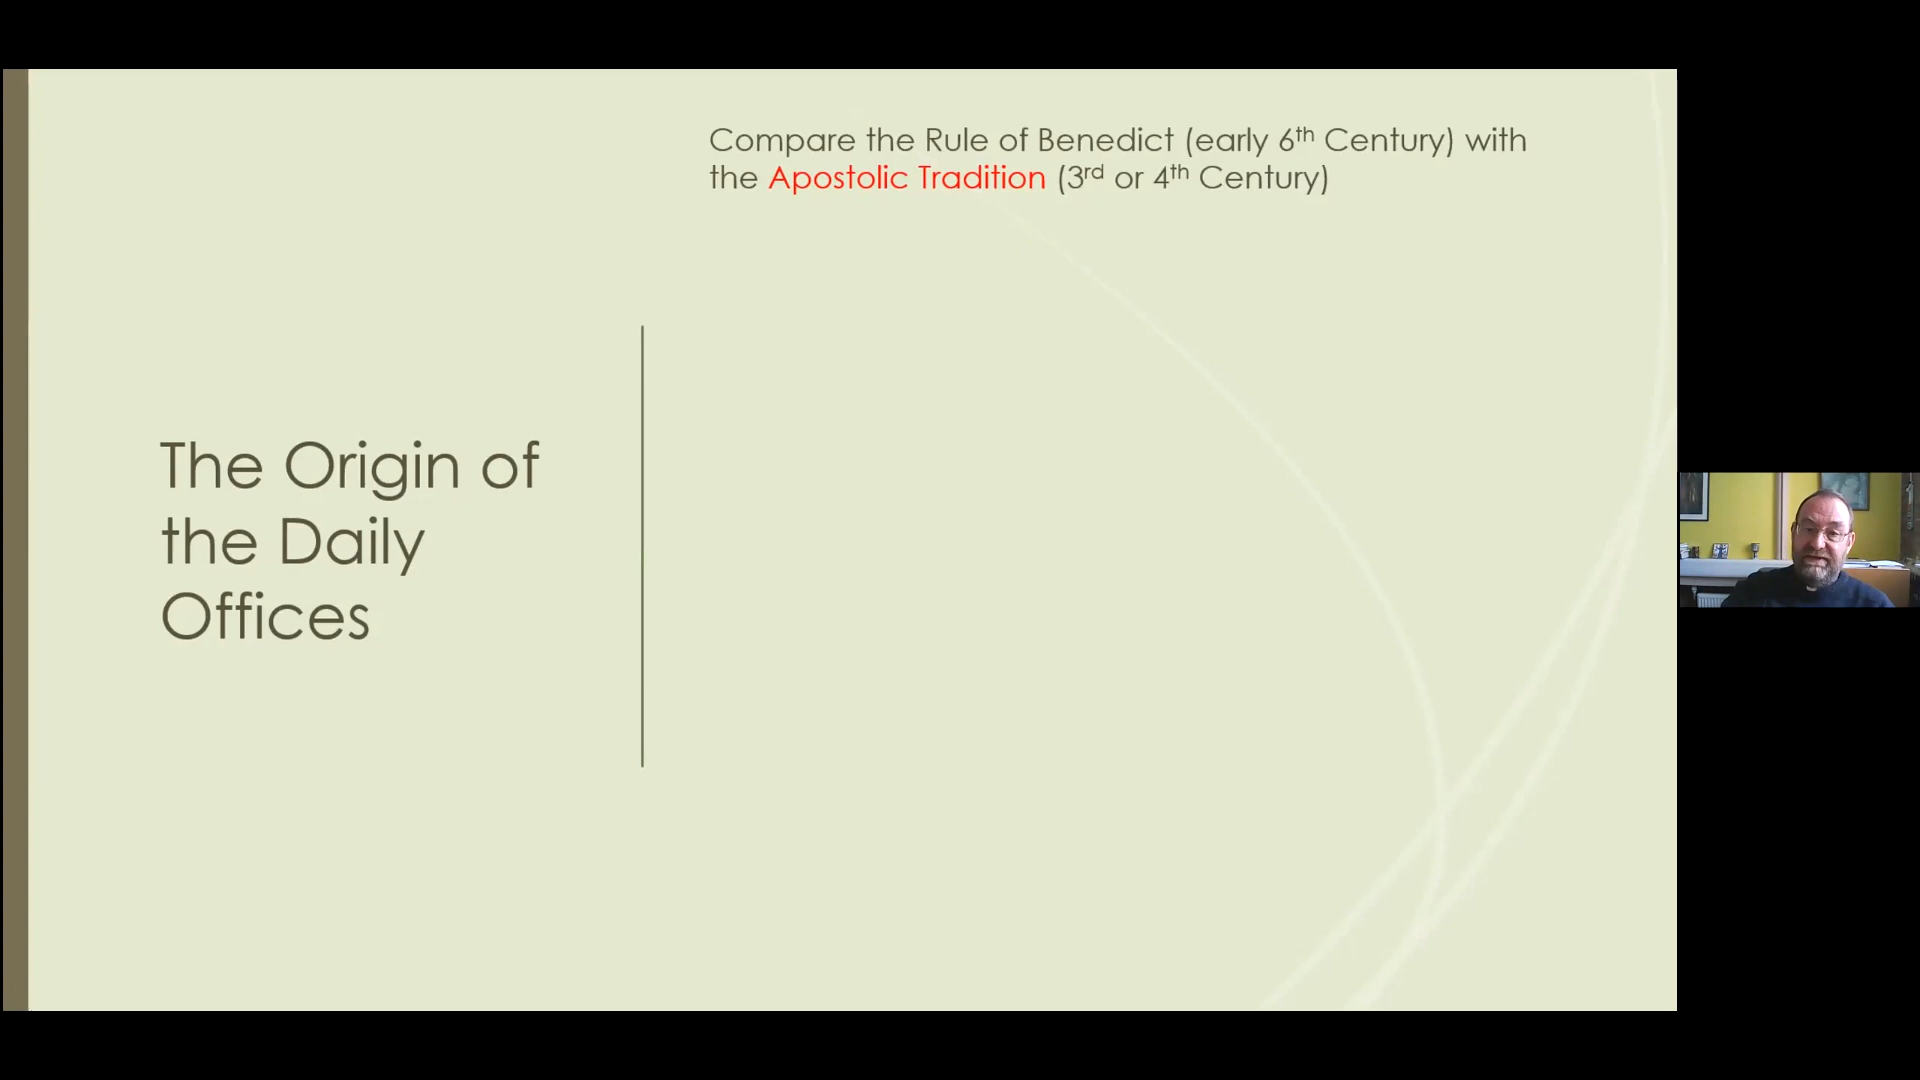 Compare the Rule of Benedict (early 6th Century) with
the Apostolic Tradition (3rd or 4th Century)
The Origin of
the Daily
Offices